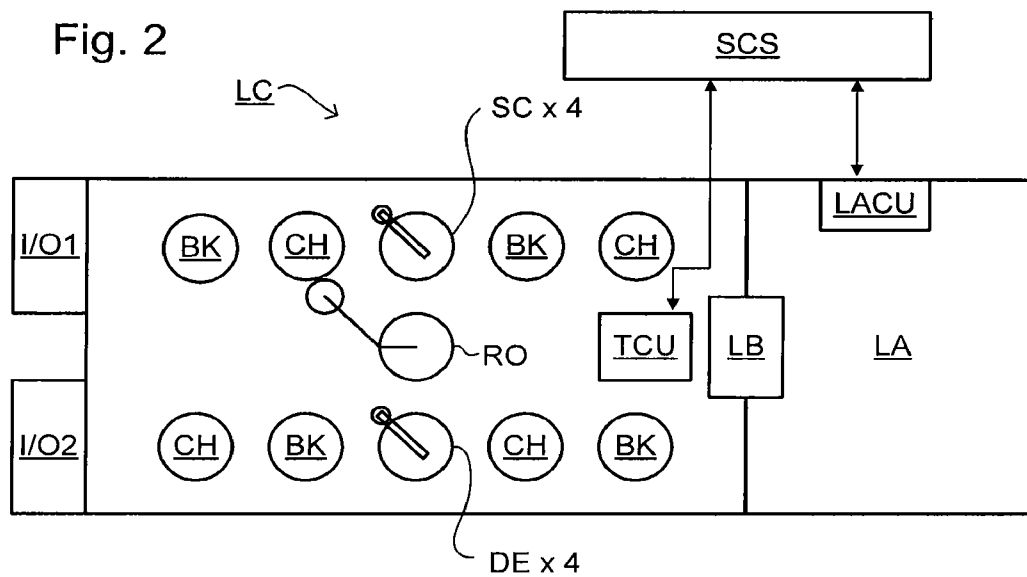 Fig. 2
SCS
LC
SC x 4
I/O1
BK
CH
BK
CH
LACU
RO
TCU
LB
LA
I/O2
CH
BK
CH
BK
DE x 4